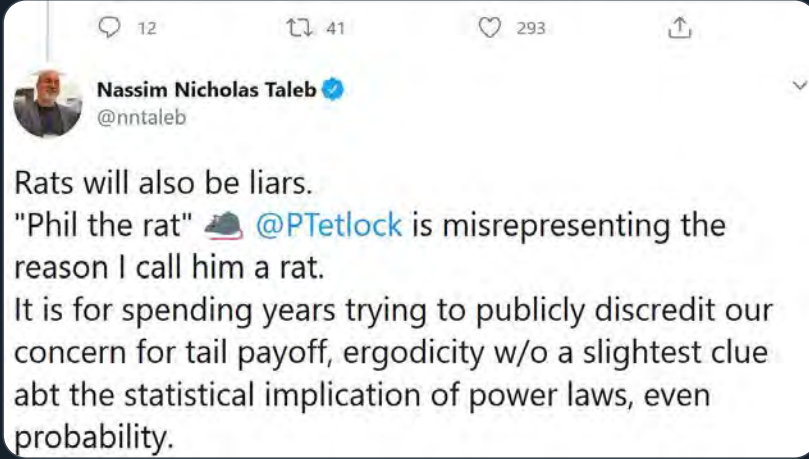 12 41 293
Nassim Nicholas Taleb
@nntaleb
Rats will also be liars.
"Phil the rat" 🐀 @PTetlock is misrepresenting the
reason I call him a rat.
It is for spending years trying to publicly discredit our
concern for tail payoff, ergodicity w/o a slightest clue
abt the statistical implication of power laws, even
probability.